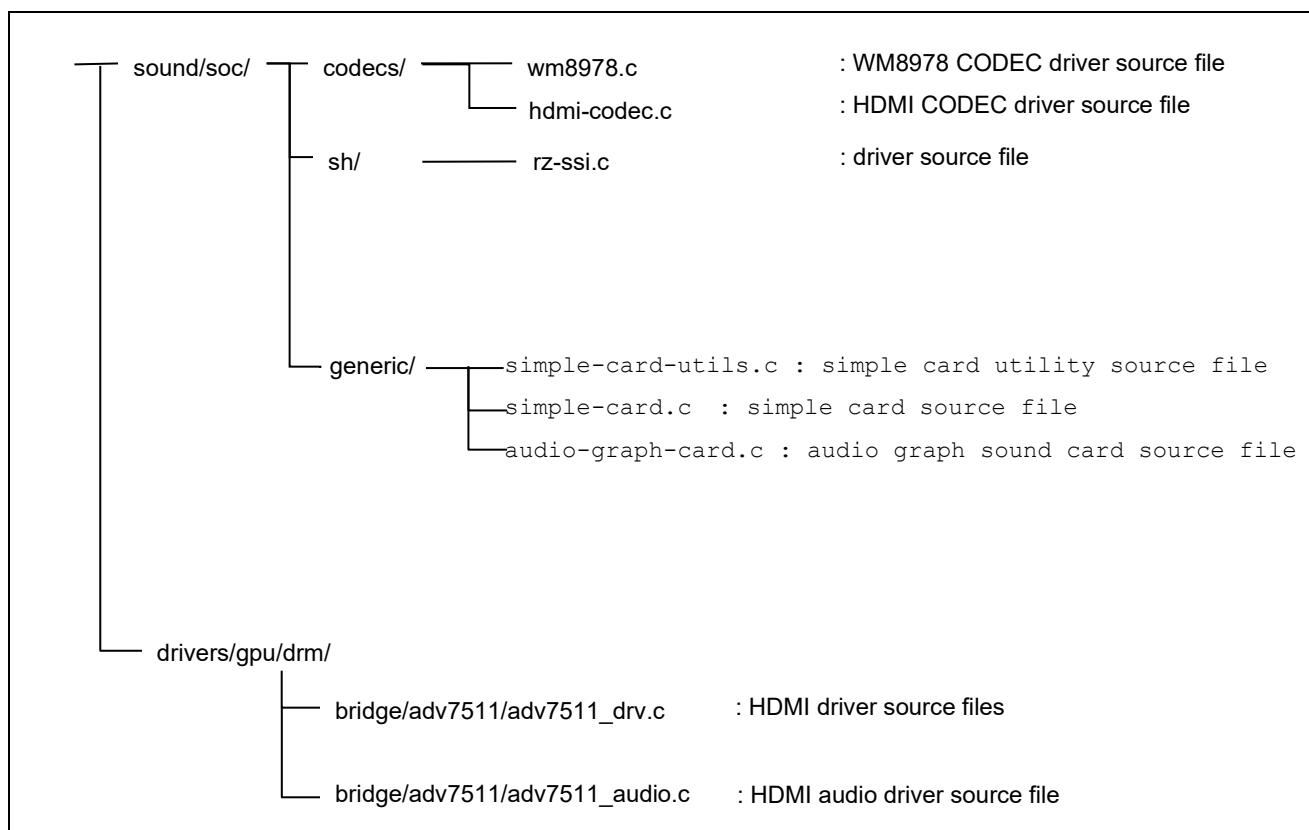 sound/soc/ codecs/ wm8978.c : WM8978 CODEC driver source file
hdmi-codec.c : HDMI CODEC driver source file
sh/ rz-ssi.c : driver source file
generic/ simple-card-utils.c : simple card utility source file
simple-card.c : simple card source file
audio-graph-card.c : audio graph sound card source file
drivers/gpu/drm/
bridge/adv7511/adv7511_drv.c : HDMI driver source files
bridge/adv7511/adv7511_audio.c : HDMI audio driver source file